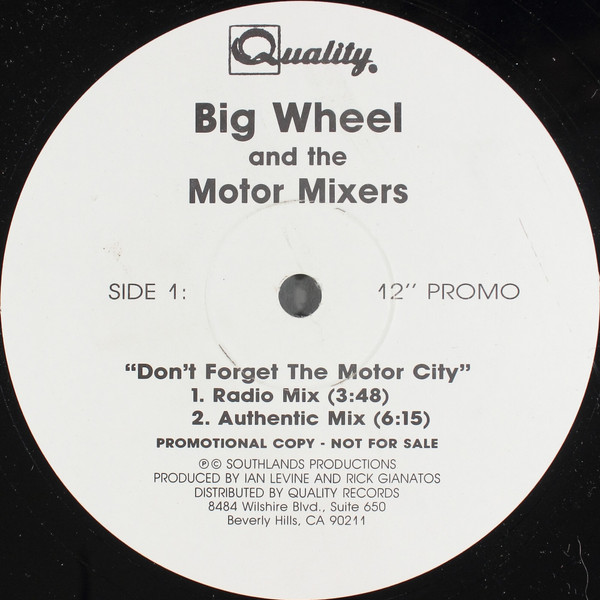 Quality.
Big Wheel
and the
Motor Mixers
SIDE 1: 12" PROMO
"Don't Forget The Motor City"
1. Radio Mix (3:48)
2. Authentic Mix (6:15)
PROMOTIONAL COPY - NOT FOR SALE
℗© SOUTHLANDS PRODUCTIONS
PRODUCED BY IAN LEVINE AND RICK GIANATOS
DISTRIBUTED BY QUALITY RECORDS
8484 Wilshire Blvd., Suite 650
Beverly Hills, CA 90211